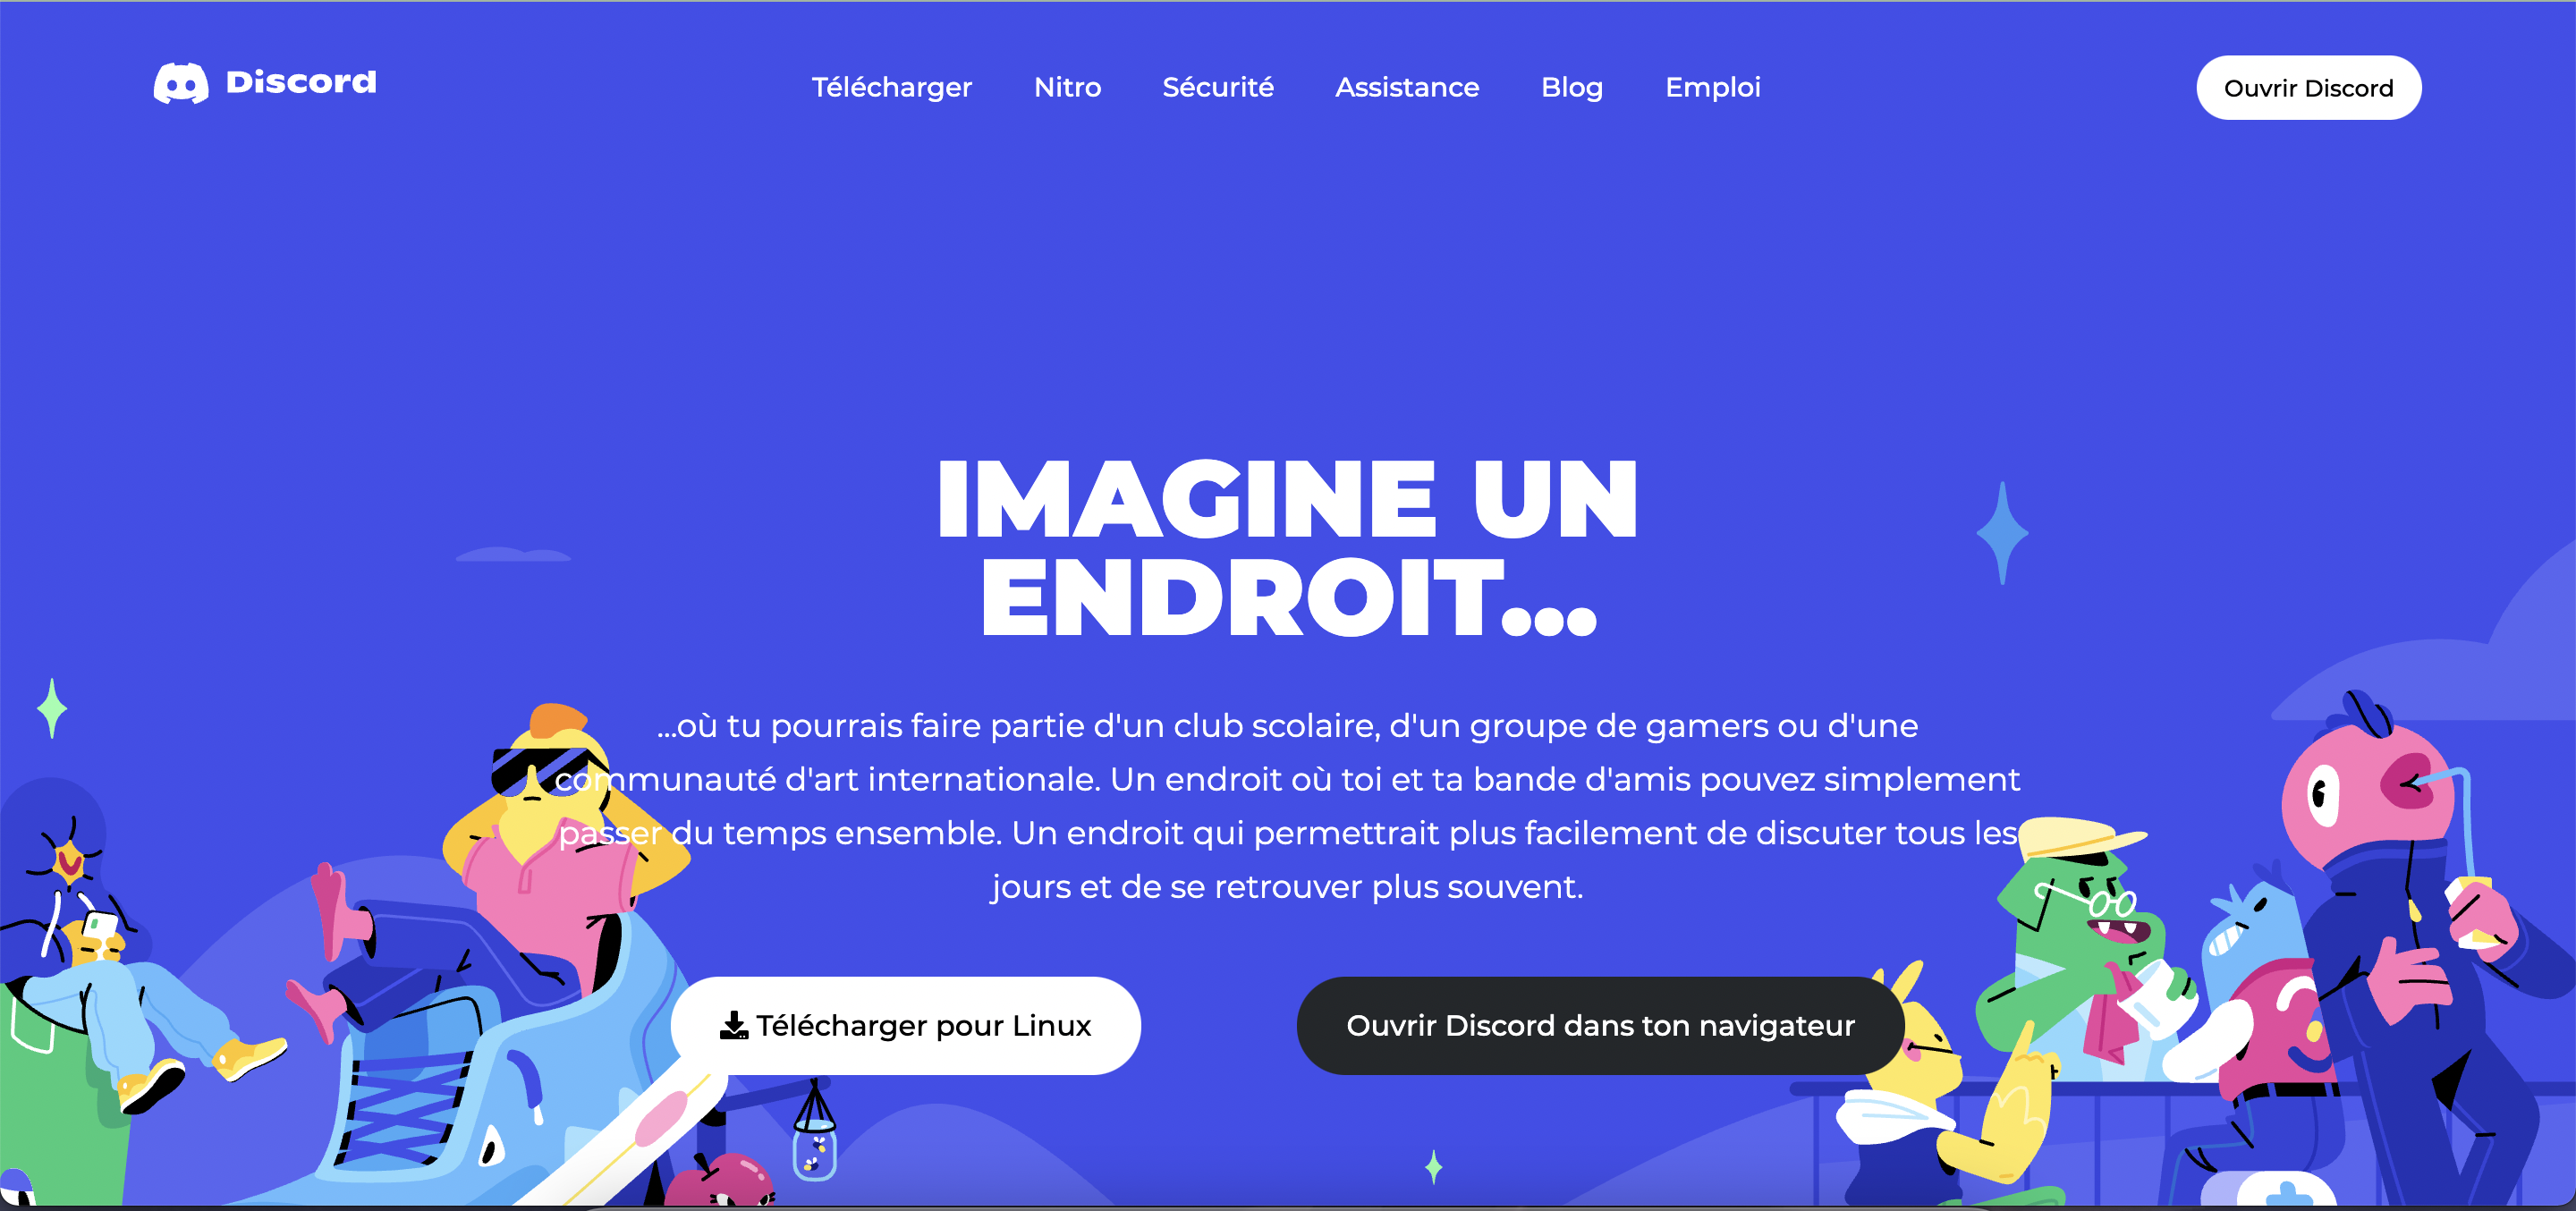 Discord
Télécharger Nitro Sécurité Assistance Blog Emploi
Ouvrir Discord
IMAGINE UN
ENDROIT...
...où tu pourrais faire partie d'un club scolaire, d'un groupe de gamers ou d'une
communauté d'art internationale. Un endroit où toi et ta bande d'amis pouvez simplement
passer du temps ensemble. Un endroit qui permettrait plus facilement de discuter tous les
jours et de se retrouver plus souvent.
Télécharger pour Linux
Ouvrir Discord dans ton navigateur